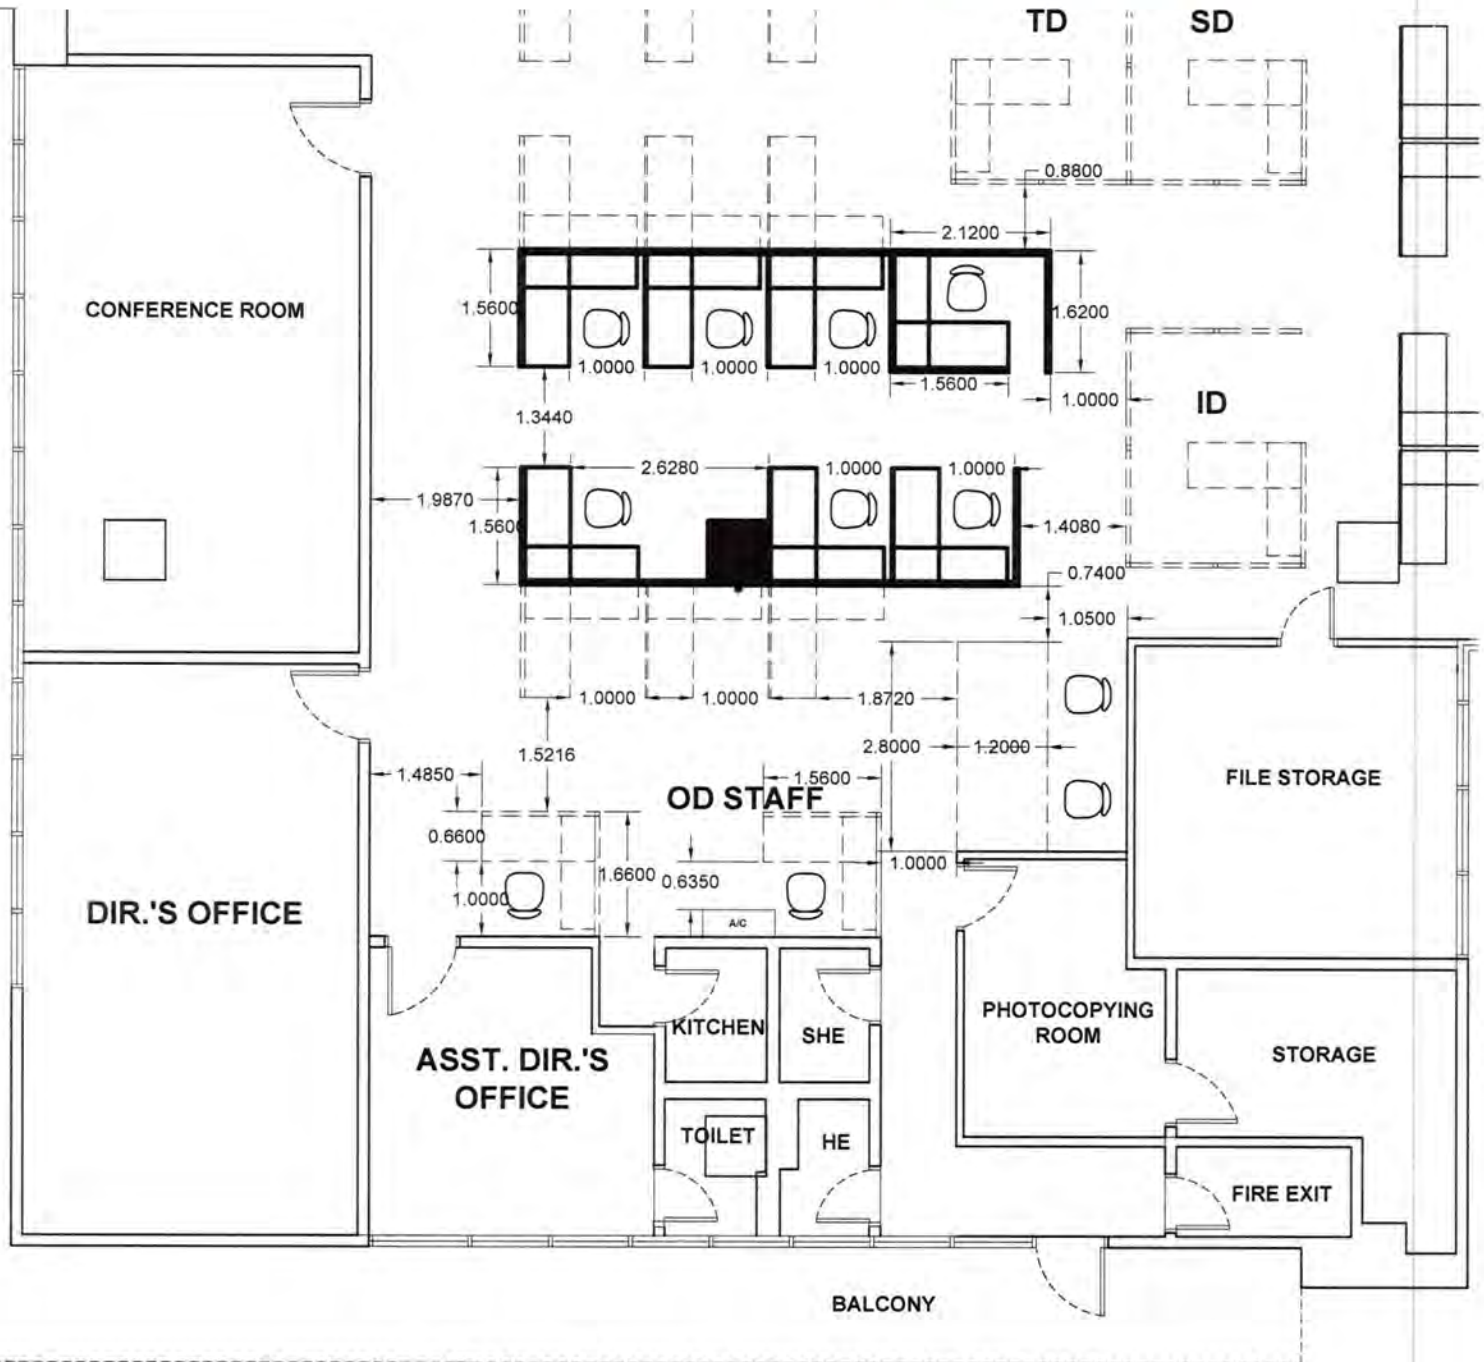 TD
SD
0.8800
2.1200
CONFERENCE ROOM
1.5600
1.6200
1.0000
1.0000
1.0000
1.5600
1.0000
ID
1.3440
2.6280
1.0000
1.0000
1.9870
1.5600
1.4080
0.7400
1.0500
1.0000
1.0000
1.8720
1.5216
2.8000
1.2000
1.4850
1.5600
FILE STORAGE
OD STAFF
0.6600
1.6600
0.6350
1.0000
1.0000
DIR.'S OFFICE
A/C
PHOTOCOPYING
ROOM
KITCHEN
SHE
STORAGE
ASST. DIR.'S
OFFICE
TOILET
HE
FIRE EXIT
BALCONY